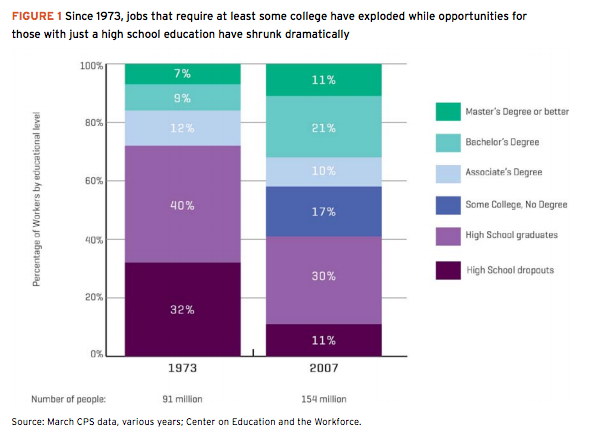 FIGURE 1 Since 1973, jobs that require at least some college have exploded while opportunities for
those with just a high school education have shrunk dramatically
Percentage of Workers by educational level
100%
80%
60%
40%
20%
0%
7%
9%
12%
40%
32%
11%
21%
10%
17%
30%
11%
1973
2007
Number of people:
91 million
154 million
Master's Degree or better
Bachelor's Degree
Associate's Degree
Some College, No Degree
High School graduates
High School dropouts
Source: March CPS data, various years; Center on Education and the Workforce.